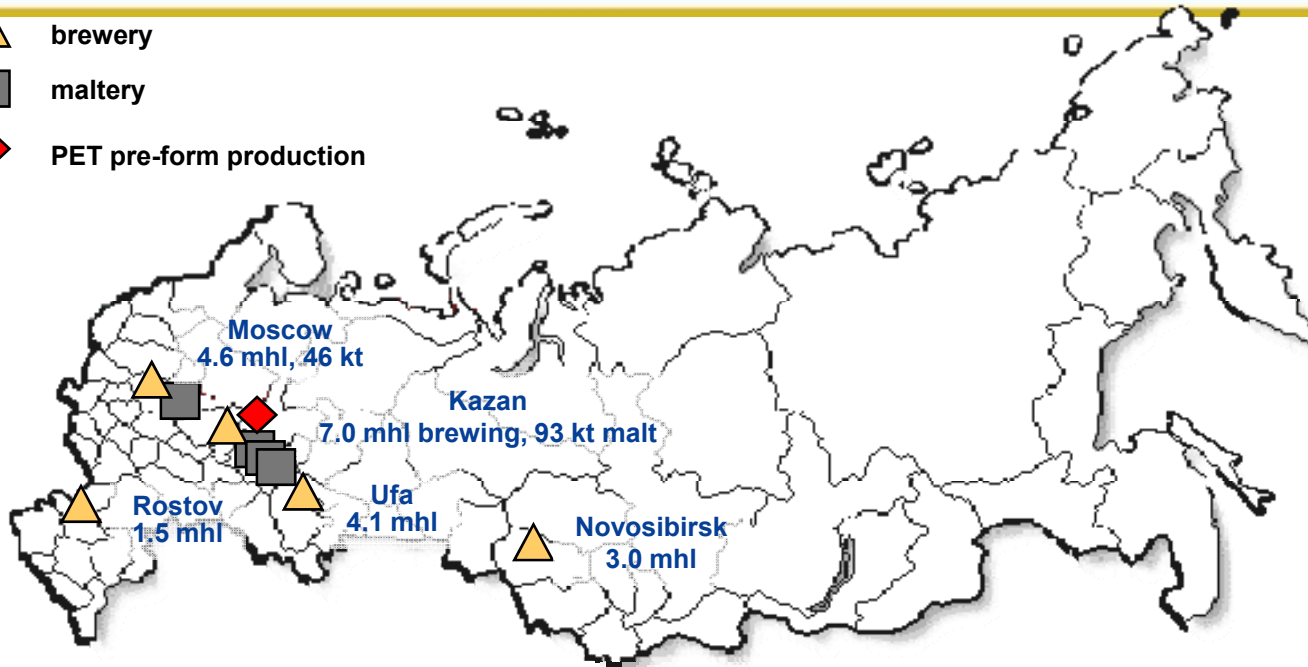 brewery
maltery
PET pre-form production
Moscow
4.6 mhl, 46 kt
Kazan
7.0 mhl brewing, 93 kt malt
Rostov
1.5 mhl
Ufa
4.1 mhl
Novosibirsk
3.0 mhl